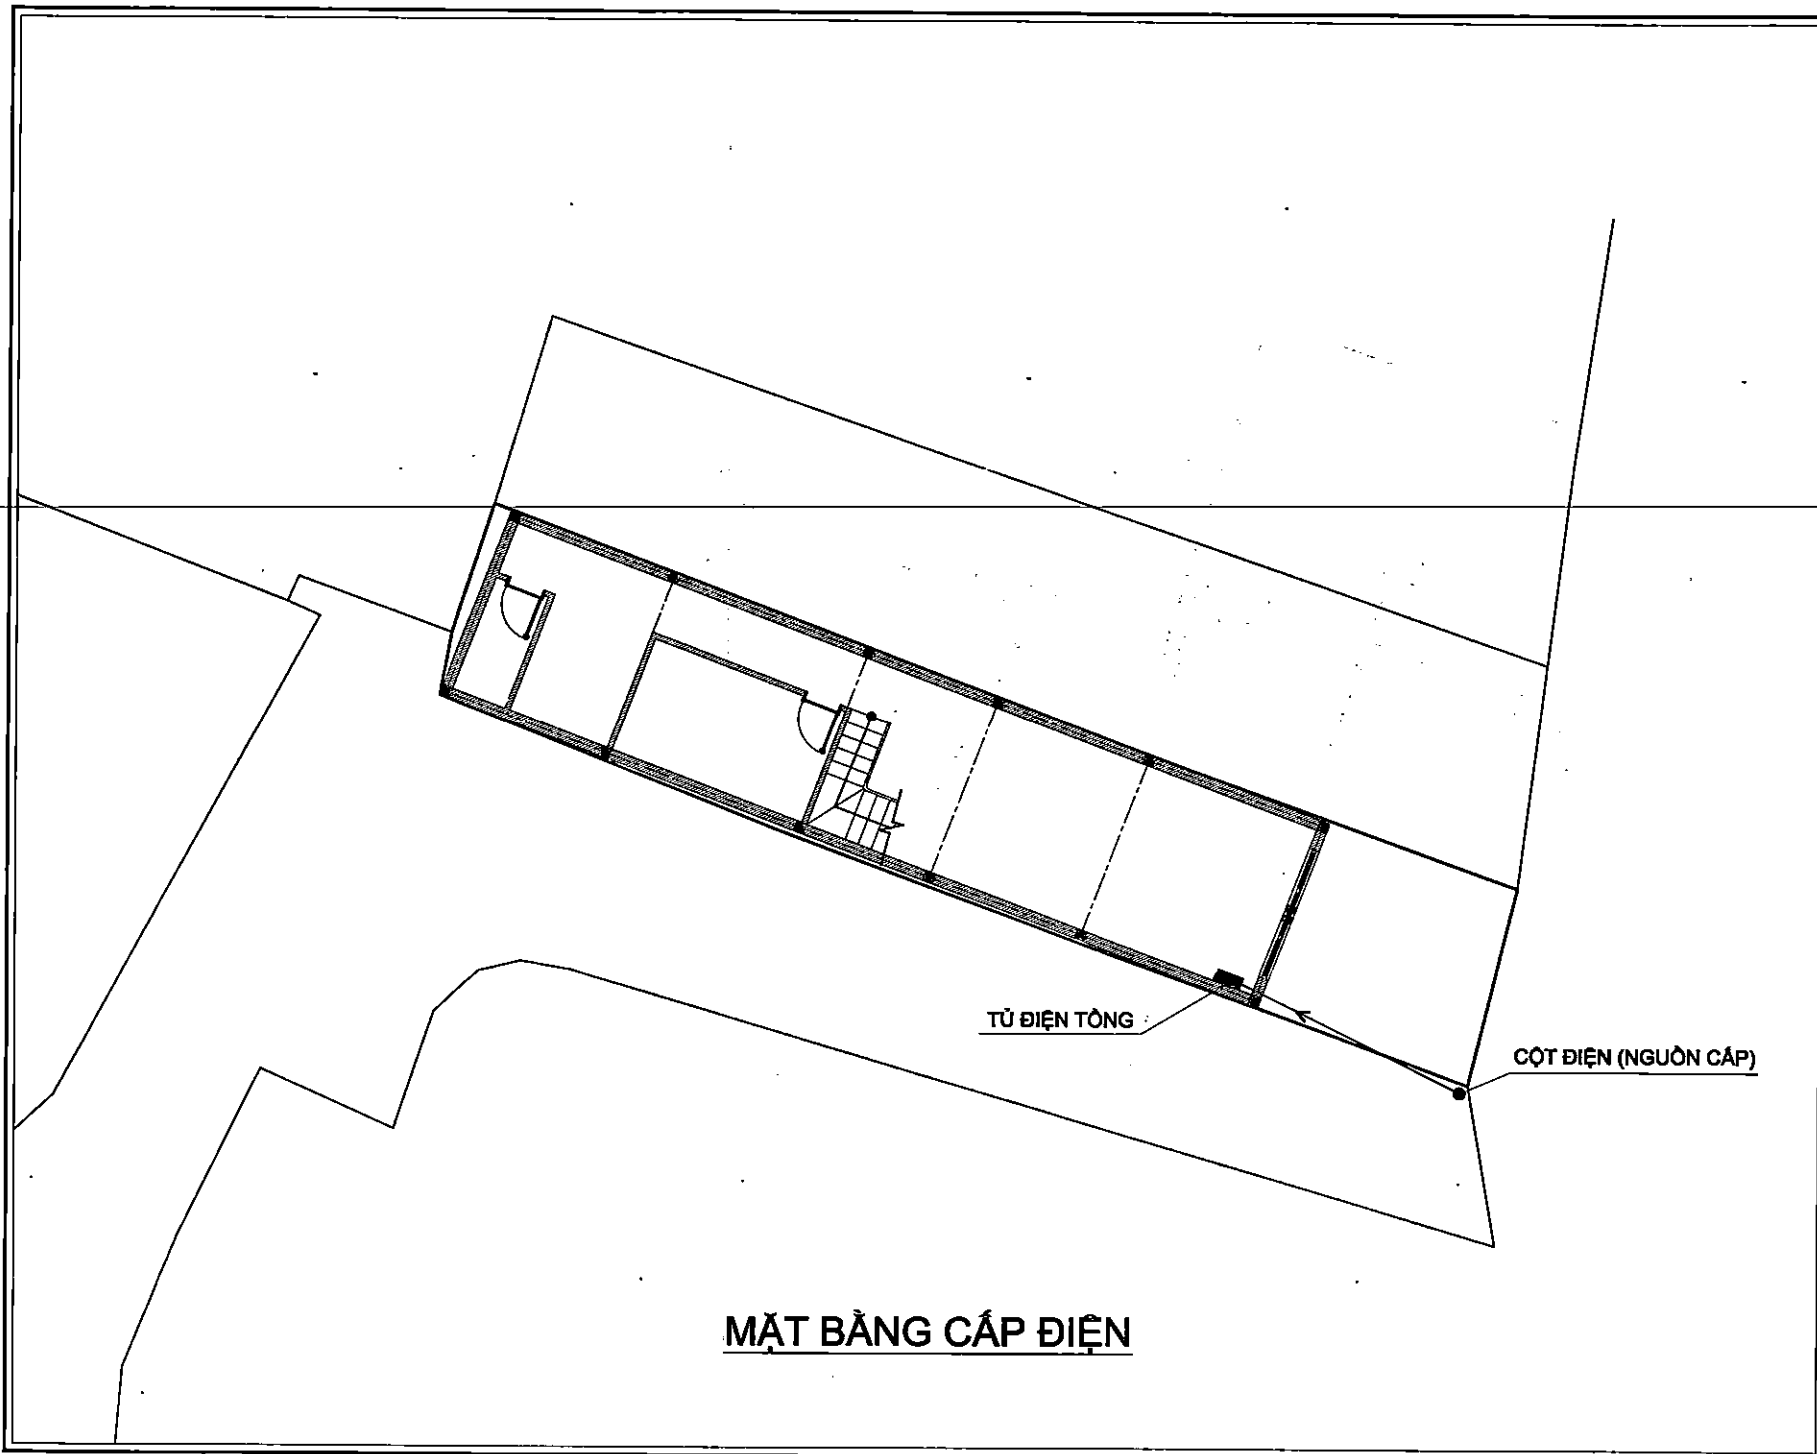 TỦ ĐIỆN TỔNG
CỘT ĐIỆN (NGUỒN CẤP)
MẶT BẰNG CẤP ĐIỆN